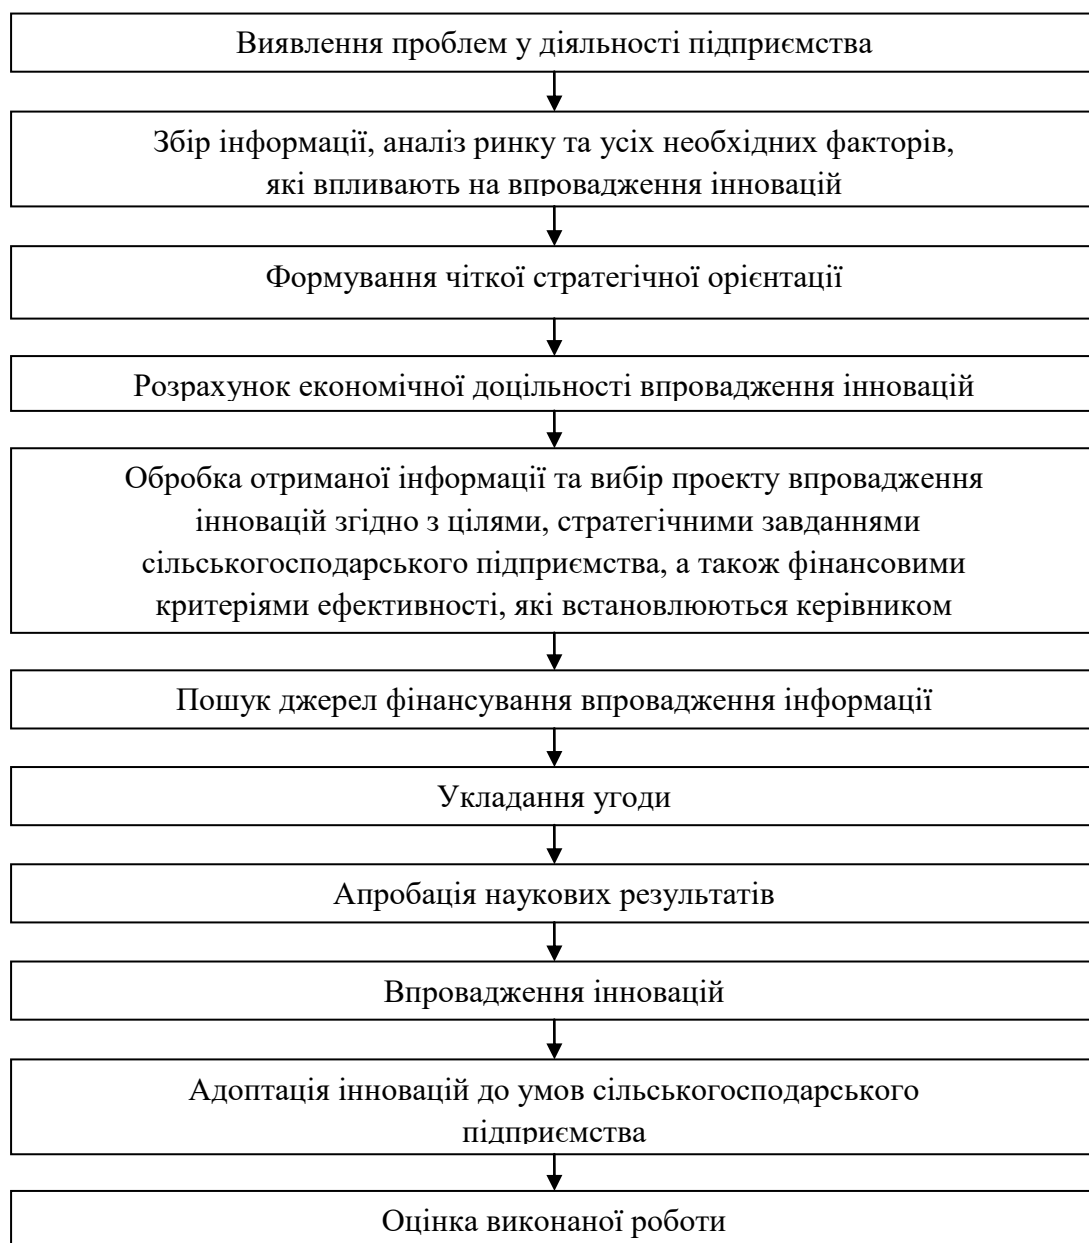 Виявлення проблем у діяльності підприємства
Збір інформації, аналіз ринку та усіх необхідних факторів,
які впливають на впровадження інновацій
Формування чіткої стратегічної орієнтації
Розрахунок економічної доцільності впровадження інновацій
Обробка отриманої інформації та вибір проекту впровадження
інновацій згідно з цілями, стратегічними завданнями
сільськогосподарського підприємства, а також фінансовими
критеріями ефективності, які встановлюються керівником
Пошук джерел фінансування впровадження інформації
Укладання угоди
Апробація наукових результатів
Впровадження інновацій
Адоптація інновацій до умов сільськогосподарського
підприємства
Оцінка виконаної роботи